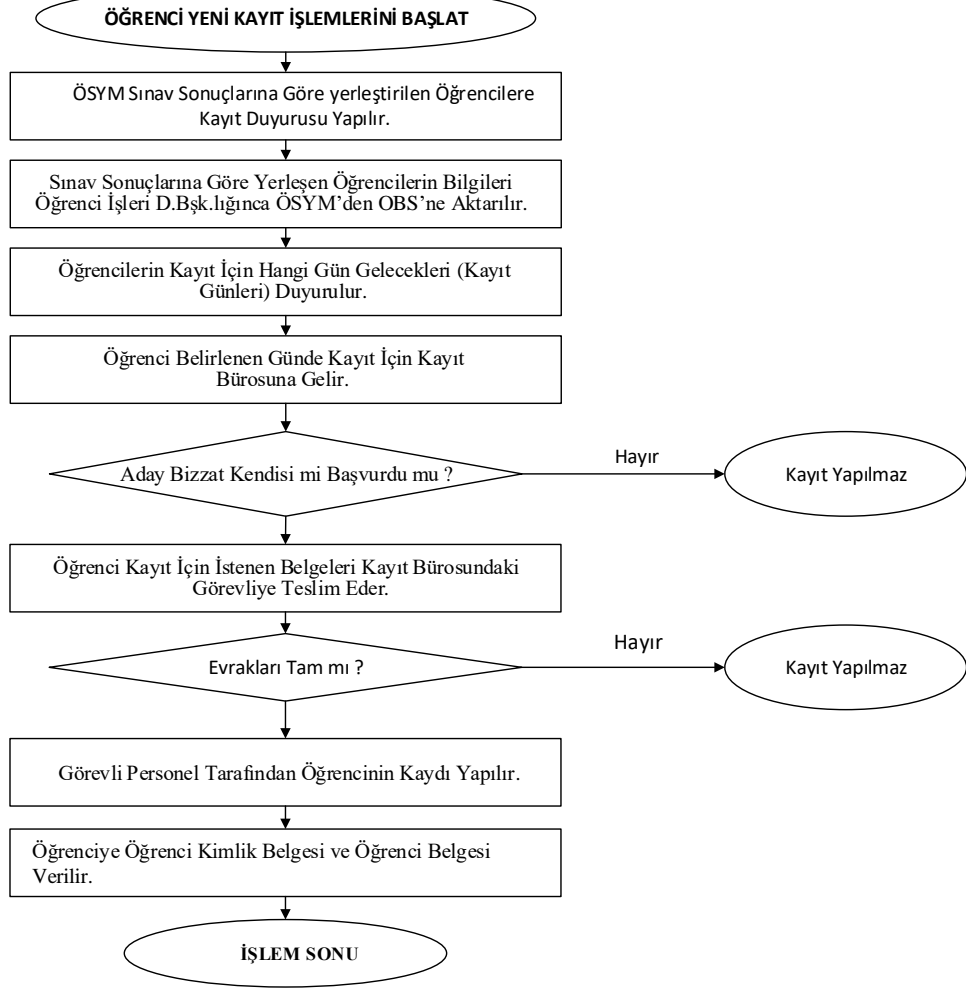 ÖĞRENCİ YENİ KAYIT İŞLEMLERİNİ BAŞLAT
ÖSYM Sınav Sonuçlarına Göre yerleştirilen Öğrencilere
Kayıt Duyurusu Yapılır.
Sınav Sonuçlarına Göre Yerleşen Öğrencilerin Bilgileri
Öğrenci İşleri D.Bşk.lığınca ÖSYM’den OBS’ne Aktarılır.
Öğrencilerin Kayıt İçin Hangi Gün Gelecekleri (Kayıt
Günleri) Duyurulur.
Öğrenci Belirlenen Günde Kayıt İçin Kayıt
Bürosuna Gelir.
Aday Bizzat Kendisi mi Başvurdu mu ?
Hayır
Kayıt Yapılmaz
Öğrenci Kayıt İçin İstenen Belgeleri Kayıt Bürosundaki
Görevliye Teslim Eder.
Evrakları Tam mı ?
Hayır
Kayıt Yapılmaz
Görevli Personel Tarafından Öğrencinin Kaydı Yapılır.
Öğrenciye Öğrenci Kimlik Belgesi ve Öğrenci Belgesi
Verilir.
İŞLEM SONU